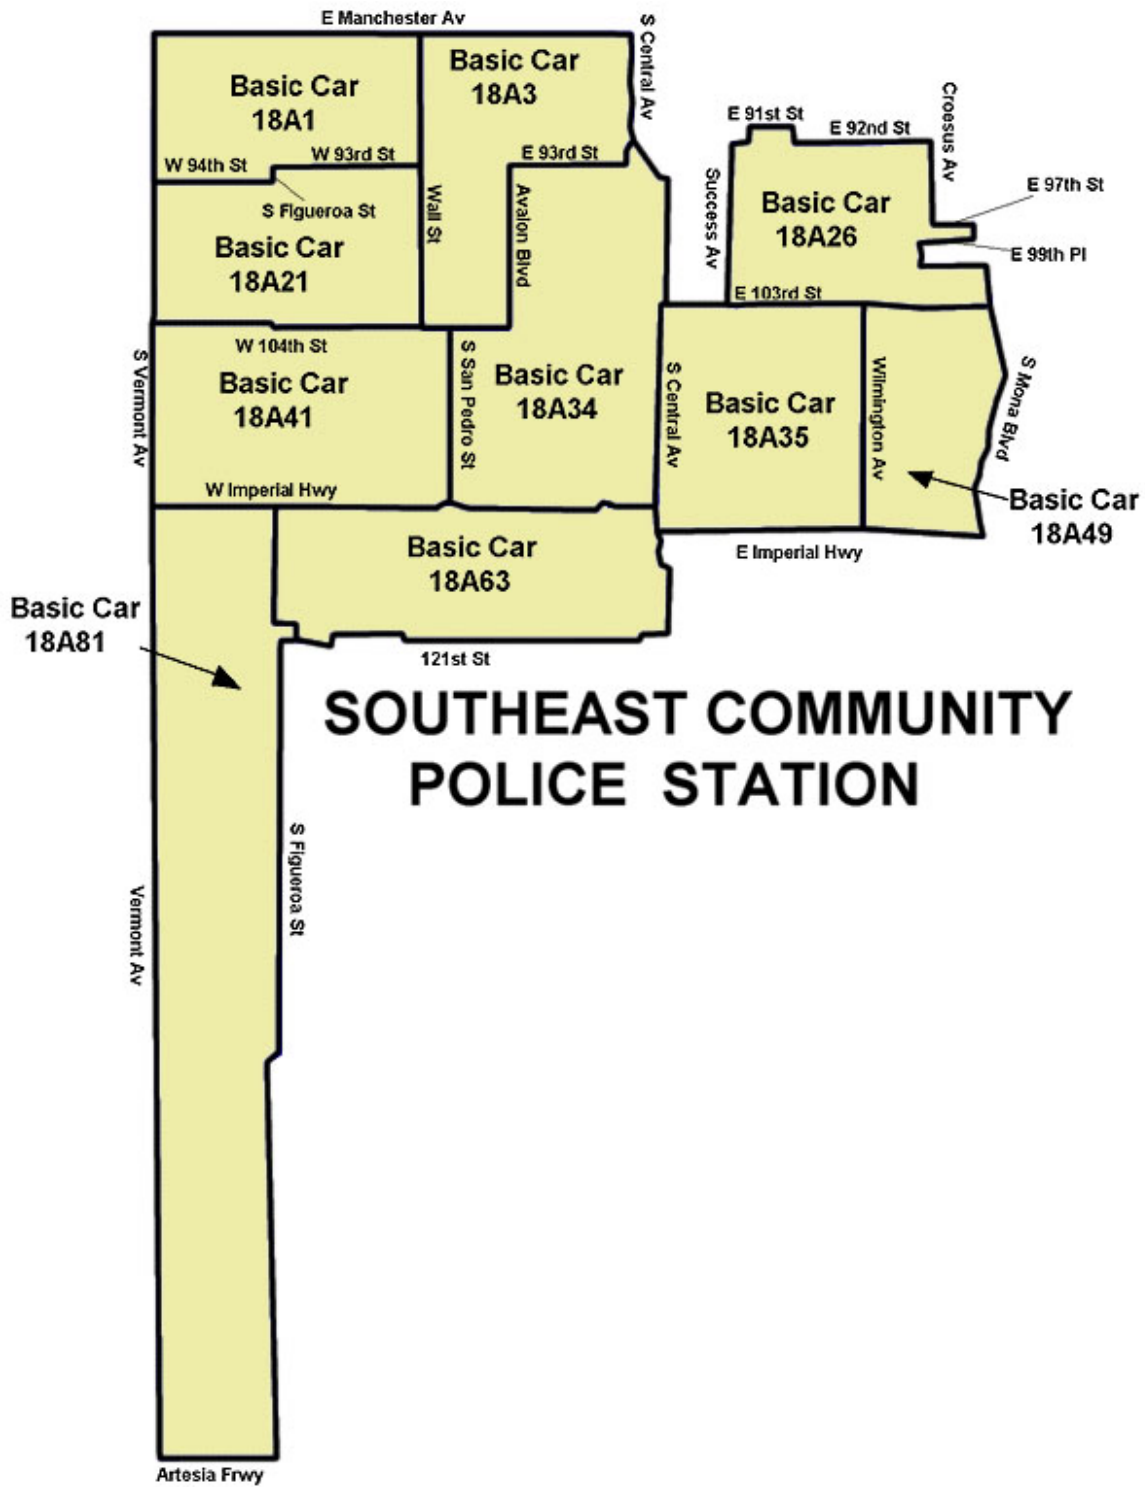 E Manchester Av
S Central Av
Basic Car
18A1
Basic Car
18A3
Croesus Av
E 91st St
E 92nd St
W 94th St
W 93rd St
E 93rd St
S Figueroa St
Wall St
Avalon Blvd
Success Av
Basic Car
18A26
E 97th St
E 99th Pl
Basic Car
18A21
E 103rd St
W 104th St
S Vermont Av
Basic Car
18A41
S San Pedro St
Basic Car
18A34
S Central Av
Basic Car
18A35
Wilmington Av
S Mona Blvd
W Imperial Hwy
Basic Car
18A49
Basic Car
18A63
E Imperial Hwy
Basic Car
18A81
121st St
SOUTHEAST COMMUNITY
POLICE STATION
S Figueroa St
Vermont Av
Artesia Frwy